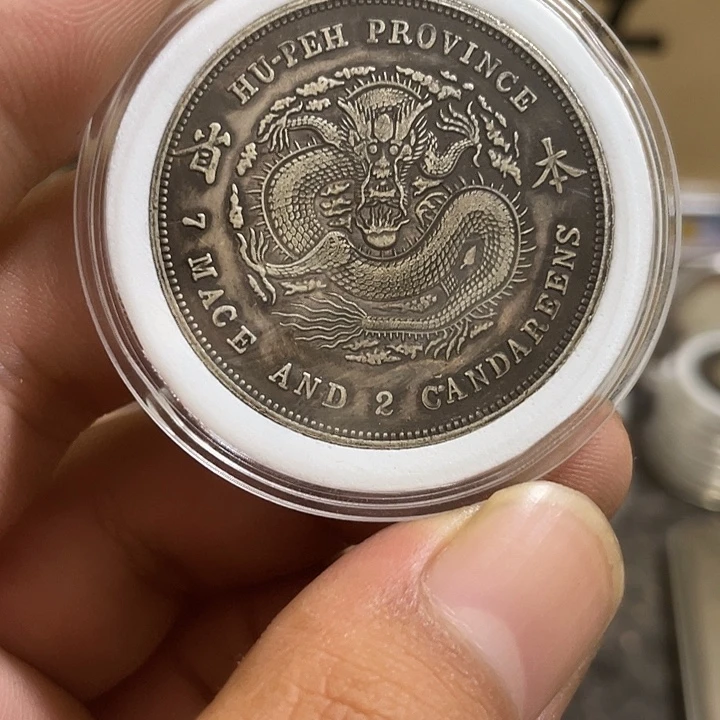 HU-PEH PROVINCE
本 省
7 MACE AND 2 CANDAREENS